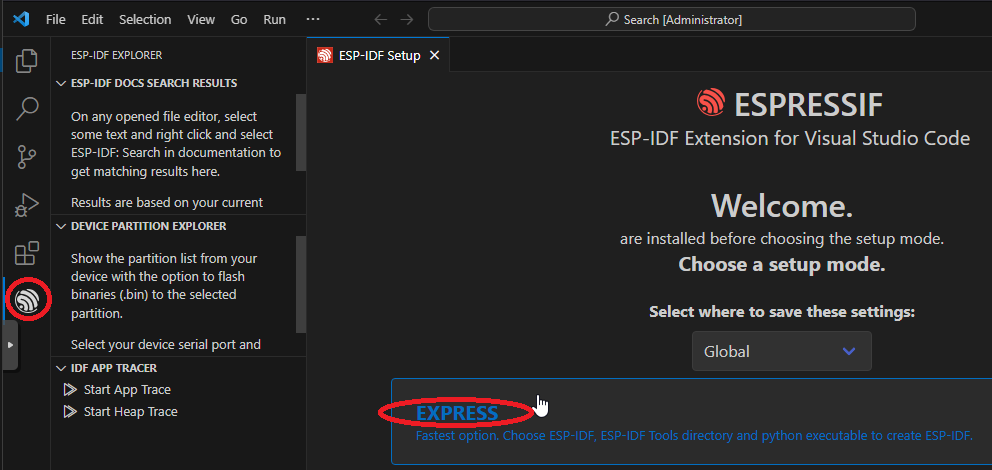 File Edit Selection View Go Run ···
Search [Administrator]
ESP-IDF EXPLORER
ESP-IDF DOCS SEARCH RESULTS
On any opened file editor, select
some text and right click and select
ESP-IDF: Search in documentation to
get matching results here.
Results are based on your current
DEVICE PARTITION EXPLORER
Show the partition list from your
device with the option to flash
binaries (.bin) to the selected
partition.
Select your device serial port and
IDF APP TRACER
Start App Trace
Start Heap Trace
ESP-IDF Setup
ESPRESSIF
ESP-IDF Extension for Visual Studio Code
Welcome.
are installed before choosing the setup mode.
Choose a setup mode.
Select where to save these settings:
Global
EXPRESS
Fastest option. Choose ESP-IDF, ESP-IDF Tools directory and python executable to create ESP-IDF.